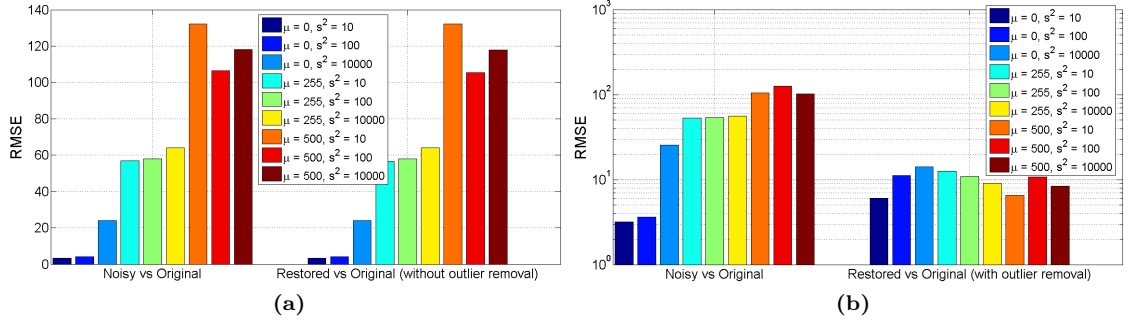 RMSE
140
120
100
80
60
40
20
0
μ = 0, s² = 10
μ = 0, s² = 100
μ = 0, s² = 10000
μ = 255, s² = 10
μ = 255, s² = 100
μ = 255, s² = 10000
μ = 500, s² = 10
μ = 500, s² = 100
μ = 500, s² = 10000
Noisy vs Original
Restored vs Original (without outlier removal)
(a)
RMSE
10³
10²
10¹
10⁰
μ = 0, s² = 10
μ = 0, s² = 100
μ = 0, s² = 10000
μ = 255, s² = 10
μ = 255, s² = 100
μ = 255, s² = 10000
μ = 500, s² = 10
μ = 500, s² = 100
μ = 500, s² = 10000
Noisy vs Original
Restored vs Original (with outlier removal)
(b)